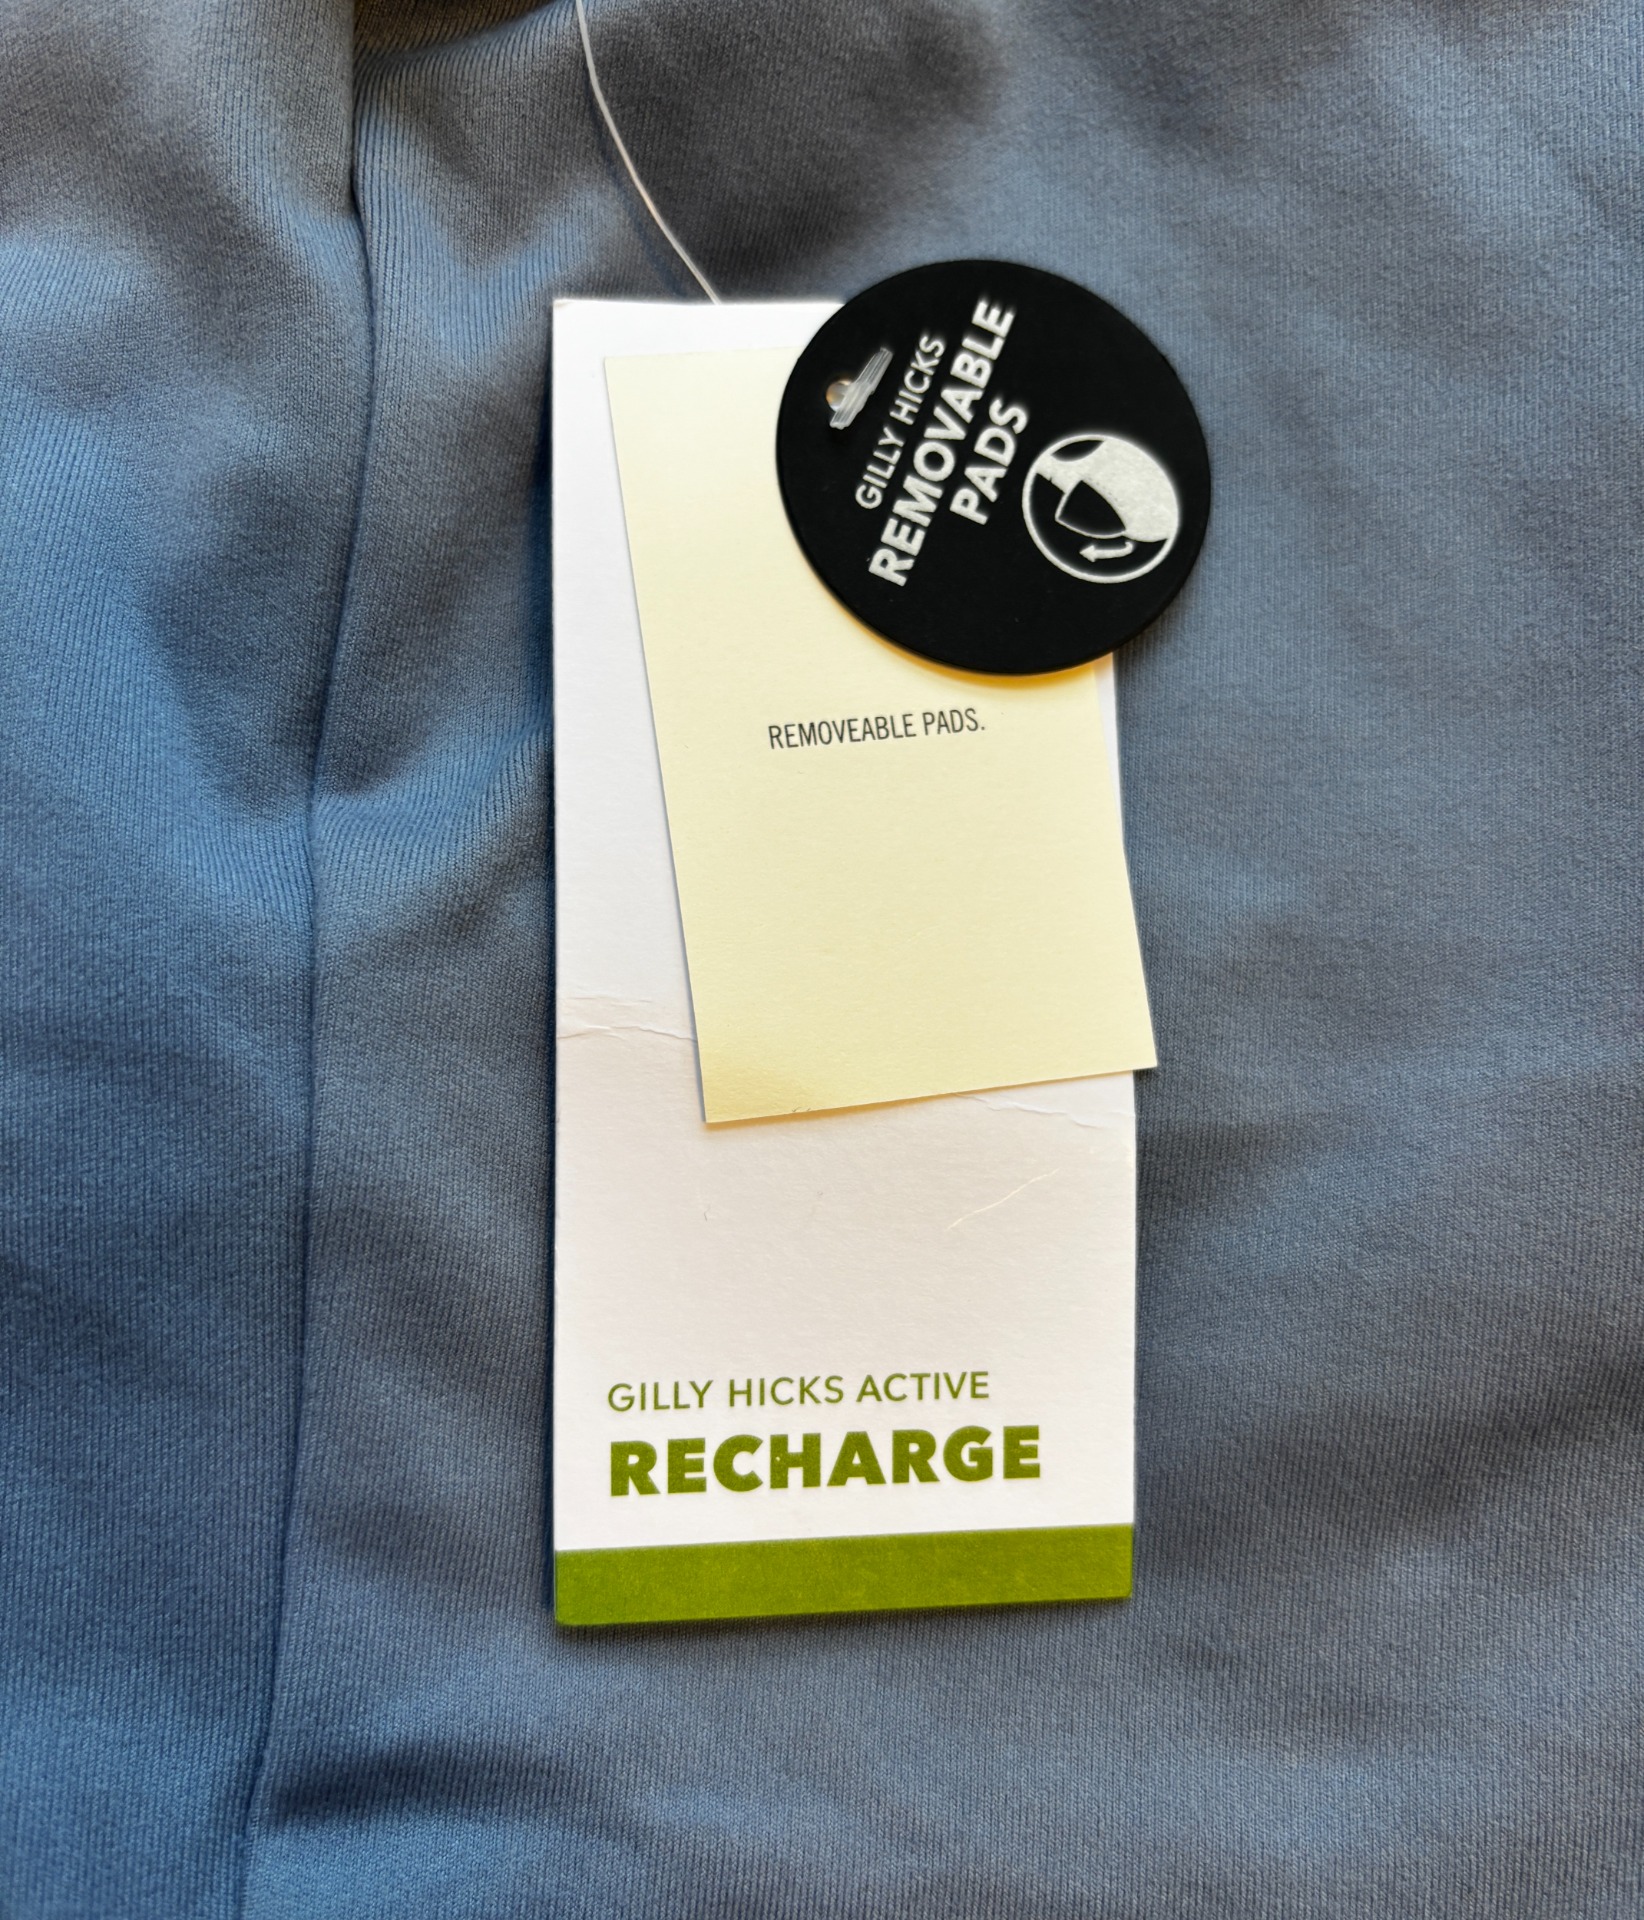 GILLY HICKS
REMOVABLE
PADS
REMOVEABLE PADS.
GILLY HICKS ACTIVE
RECHARGE